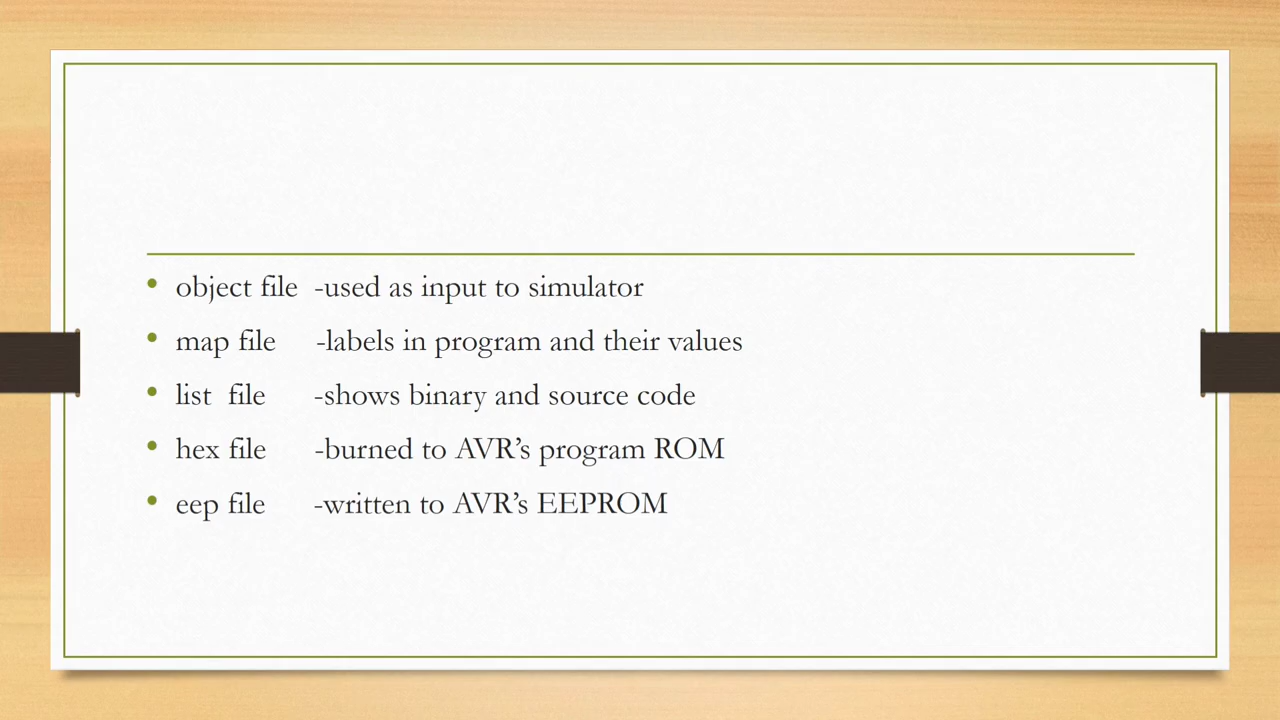 • object file -used as input to simulator
• map file -labels in program and their values
• list file -shows binary and source code
• hex file -burned to AVR’s program ROM
• eep file -written to AVR’s EEPROM